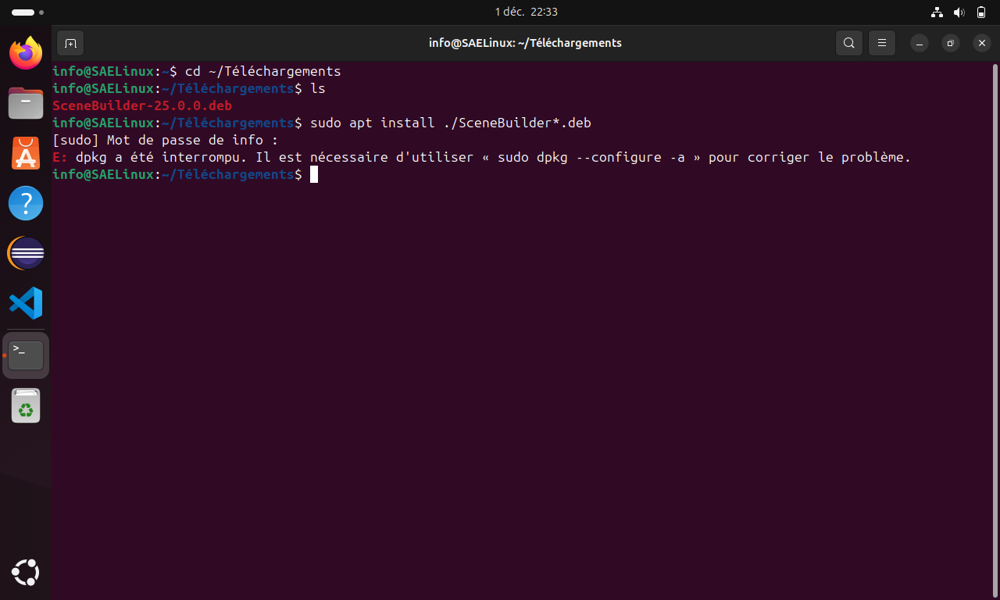 1 déc. 22:33
info@SAELinux: ~/Téléchargements
info@SAELinux:~$ cd ~/Téléchargements
info@SAELinux:~/Téléchargements$ ls
SceneBuilder-25.0.0.deb
info@SAELinux:~/Téléchargements$ sudo apt install ./SceneBuilder*.deb
[sudo] Mot de passe de info :
E: dpkg a été interrompu. Il est nécessaire d'utiliser « sudo dpkg --configure -a » pour corriger le problème.
info@SAELinux:~/Téléchargements$